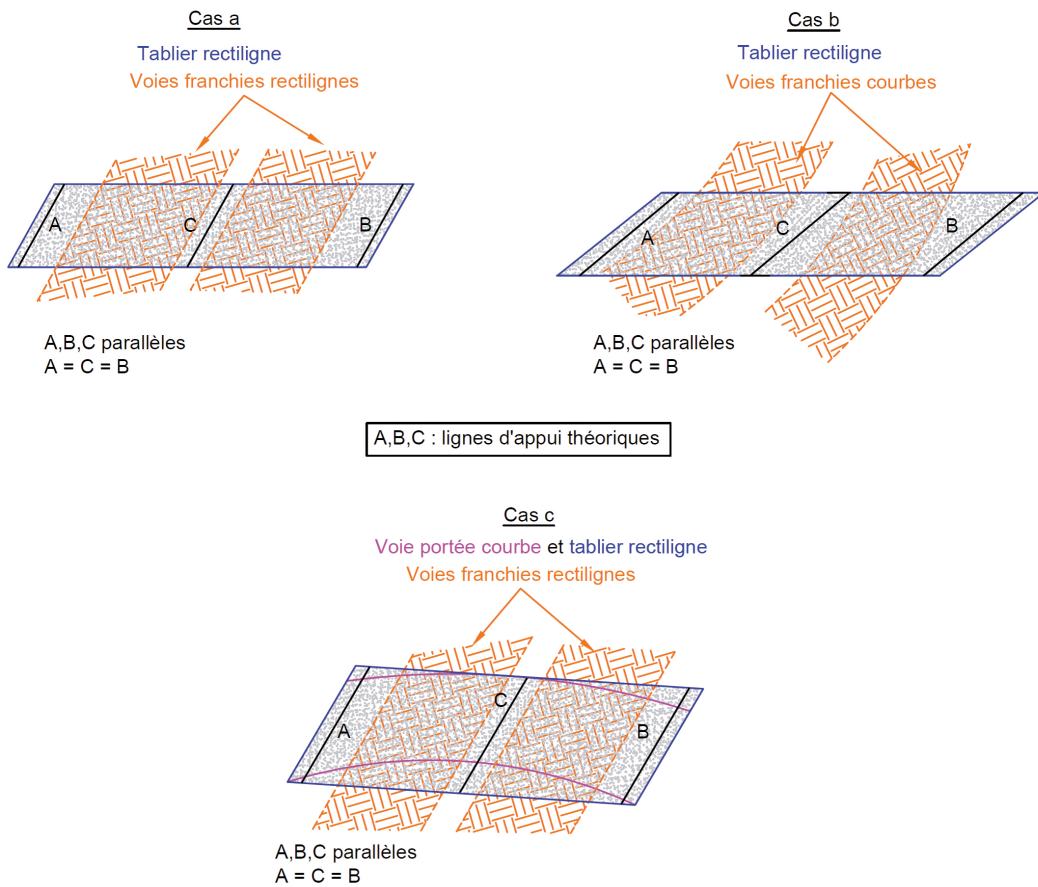 Cas a
Tablier rectiligne
Voies franchies rectilignes
A
C
B
A,B,C parallèles
A = C = B
Cas b
Tablier rectiligne
Voies franchies courbes
A
C
B
A,B,C parallèles
A = C = B
A,B,C : lignes d'appui théoriques
Cas c
Voie portée courbe et tablier rectiligne
Voies franchies rectilignes
A
C
B
A,B,C parallèles
A = C = B